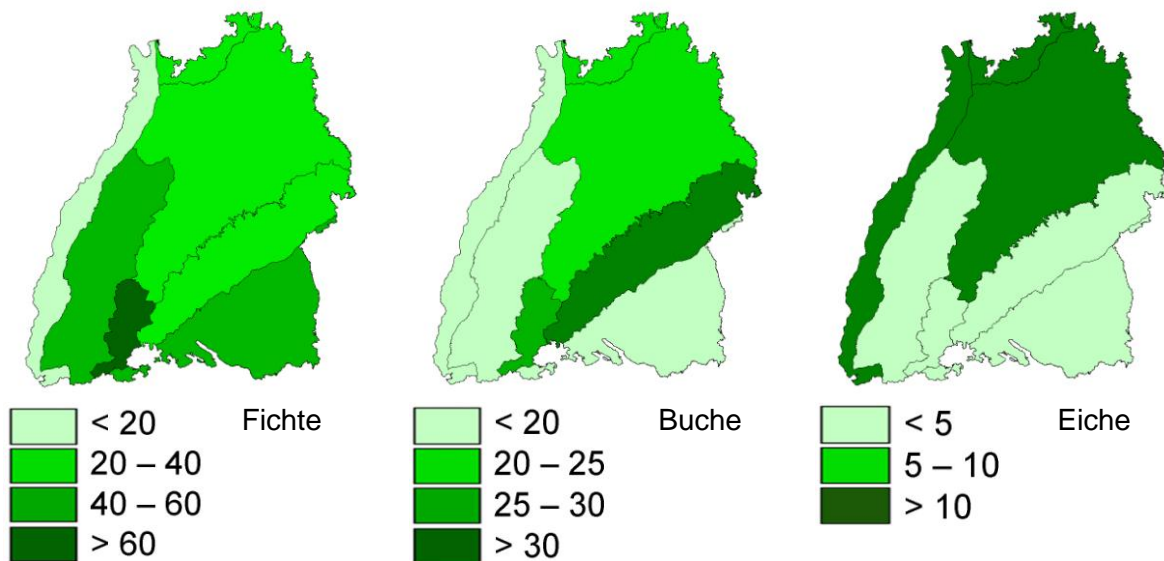 < 20 Fichte
20 – 40
40 – 60
> 60
< 20 Buche
20 – 25
25 – 30
> 30
< 5 Eiche
5 – 10
> 10